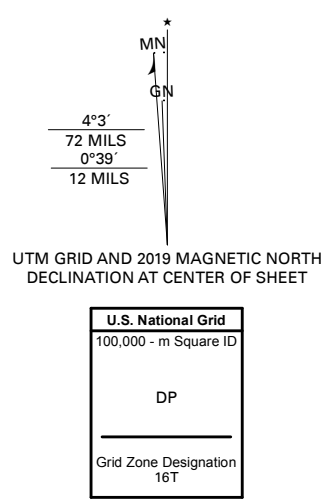 MN
GN
4°3´
72 MILS
0°39´
12 MILS
UTM GRID AND 2019 MAGNETIC NORTH
DECLINATION AT CENTER OF SHEET
U.S. National Grid
100,000 - m Square ID
DP
Grid Zone Designation
16T